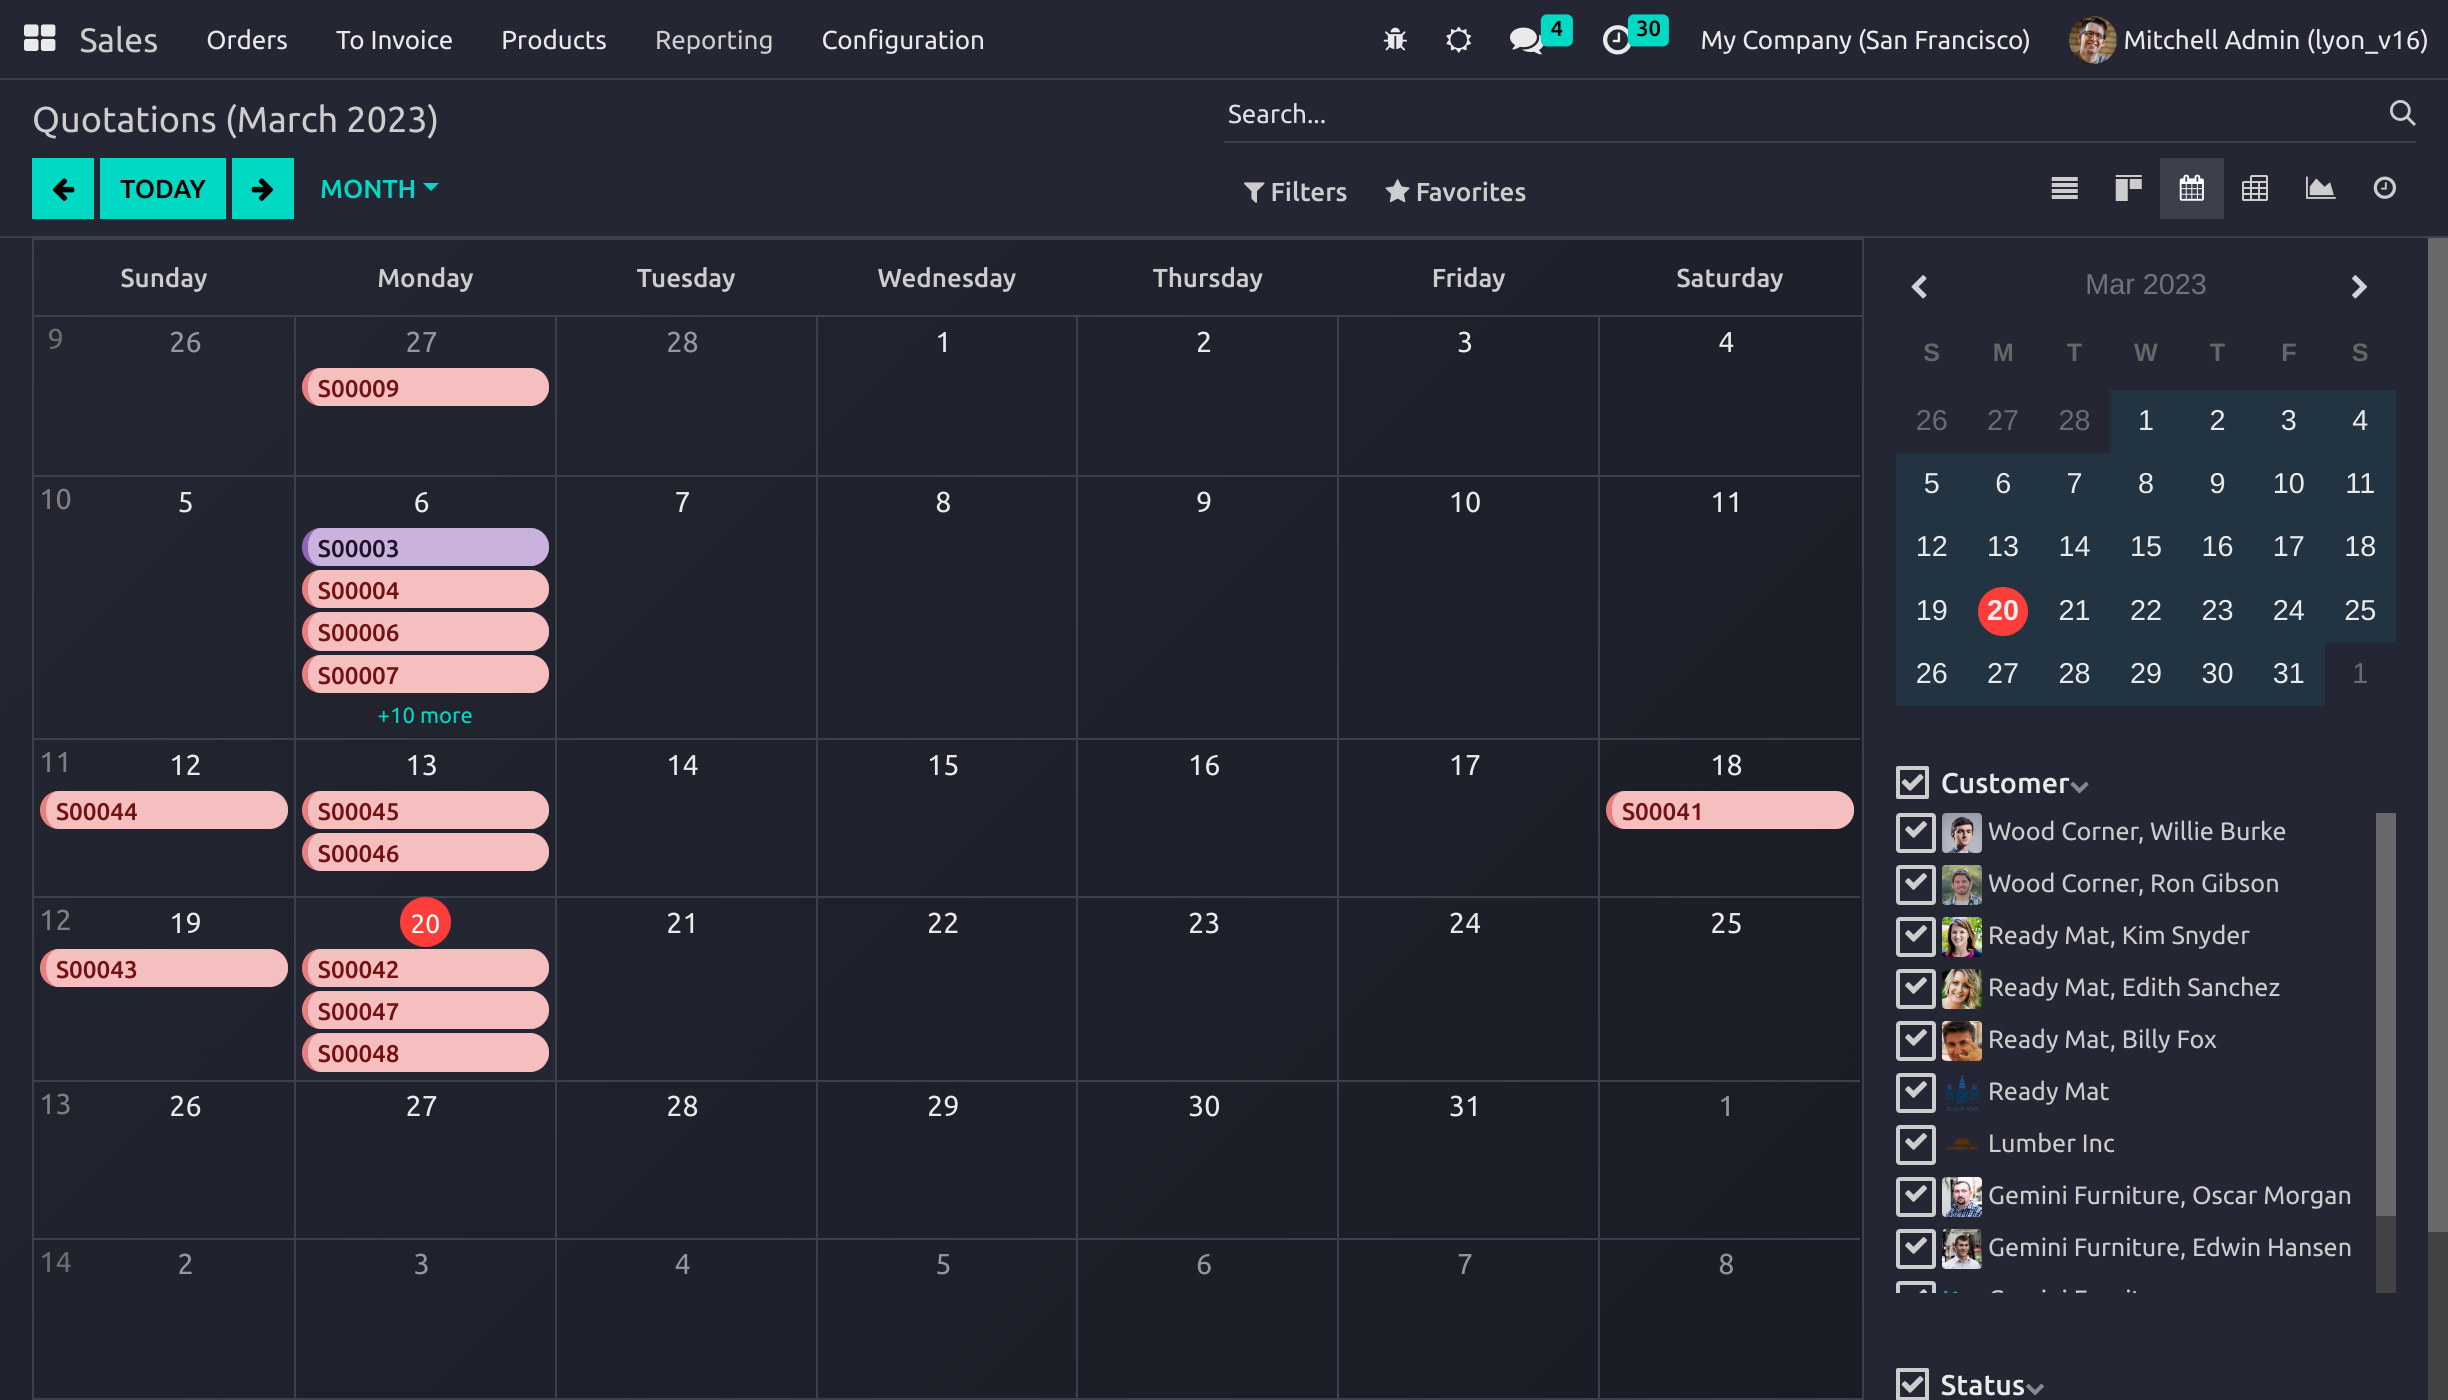 Sales Orders To Invoice Products Reporting Configuration 4 30 My Company (San Francisco) Mitchell Admin (lyon_v16)
Quotations (March 2023)
Search...
TODAY MONTH
Filters Favorites
Sunday Monday Tuesday Wednesday Thursday Friday Saturday
9 26 27 28 1 2 3 4
S00009
10 5 6 7 8 9 10 11
S00003
S00004
S00006
S00007
+10 more
11 12 13 14 15 16 17 18
S00044 S00045 S00041
S00046
12 19 20 21 22 23 24 25
S00043 S00042
S00047
S00048
13 26 27 28 29 30 31 1
14 2 3 4 5 6 7 8
Mar 2023
S M T W T F S
26 27 28 1 2 3 4
5 6 7 8 9 10 11
12 13 14 15 16 17 18
19 20 21 22 23 24 25
26 27 28 29 30 31 1
Customer
Wood Corner, Willie Burke
Wood Corner, Ron Gibson
Ready Mat, Kim Snyder
Ready Mat, Edith Sanchez
Ready Mat, Billy Fox
Ready Mat
Lumber Inc
Gemini Furniture, Oscar Morgan
Gemini Furniture, Edwin Hansen
Status